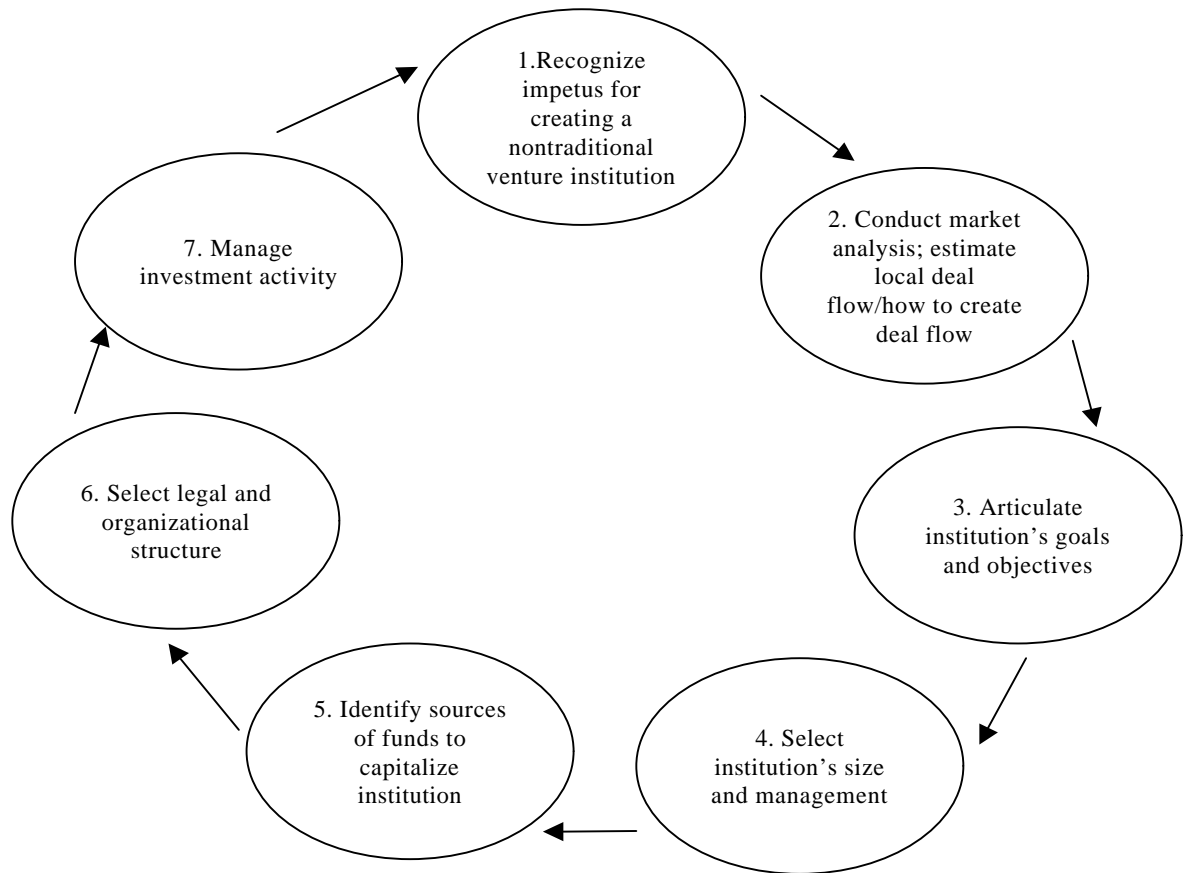 1.Recognize
impetus for
creating a
nontraditional
venture institution
2. Conduct market
analysis; estimate
local deal
flow/how to create
deal flow
3. Articulate
institution’s goals
and objectives
4. Select
institution’s size
and management
5. Identify sources
of funds to
capitalize
institution
6. Select legal and
organizational
structure
7. Manage
investment activity